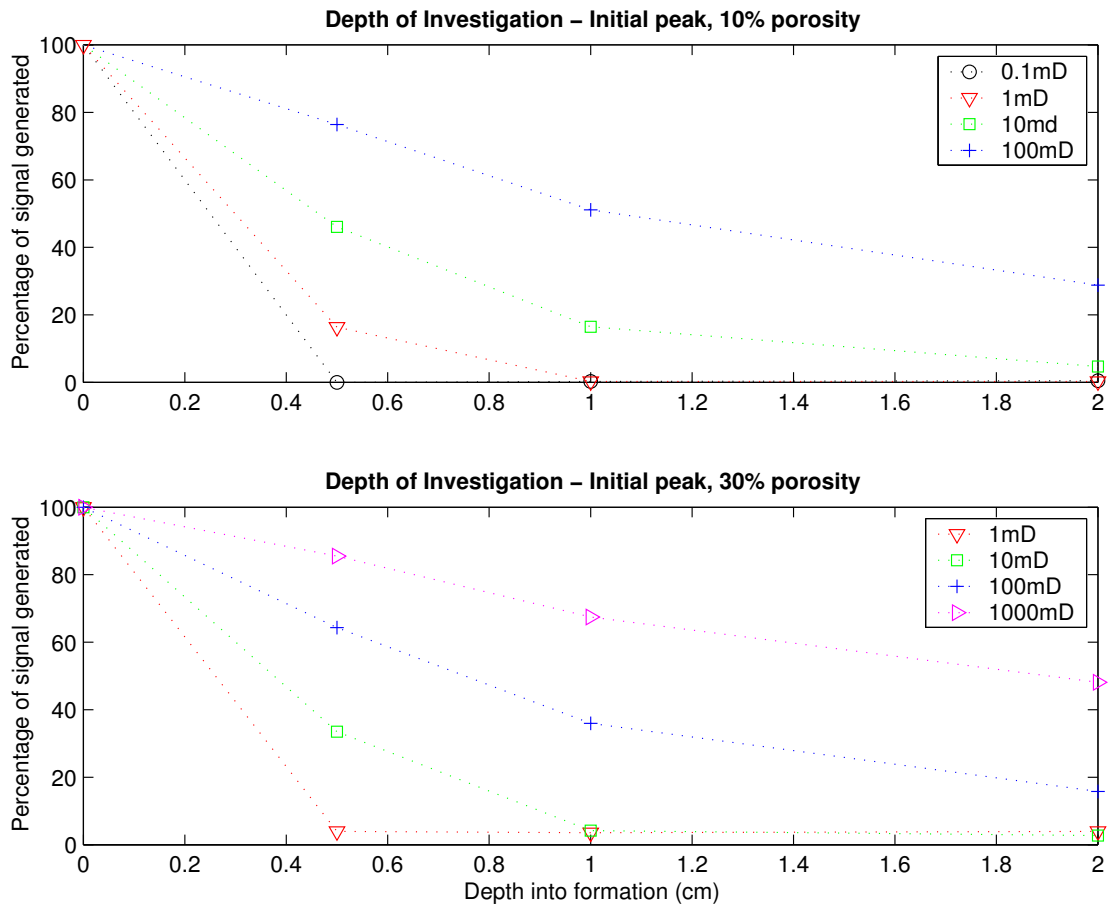 Depth of Investigation − Initial peak, 10% porosity
Percentage of signal generated
100
80
60
40
20
0
0 0.2 0.4 0.6 0.8 1 1.2 1.4 1.6 1.8 2
0.1mD
1mD
10md
100mD
Depth of Investigation − Initial peak, 30% porosity
Percentage of signal generated
100
80
60
40
20
0
0 0.2 0.4 0.6 0.8 1 1.2 1.4 1.6 1.8 2
Depth into formation (cm)
1mD
10mD
100mD
1000mD